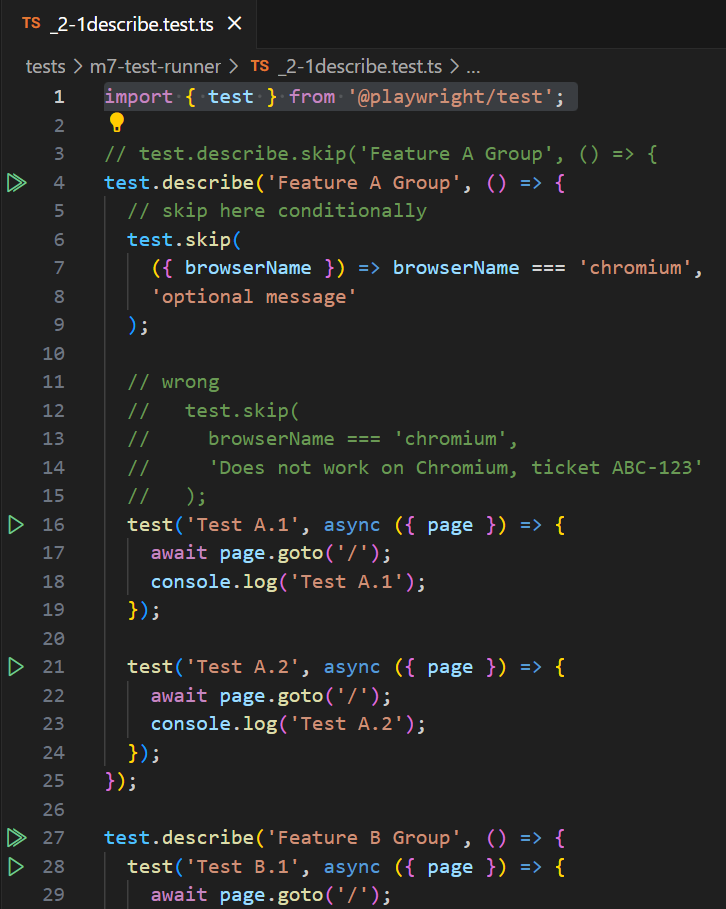 TS _2-1describe.test.ts ×
tests > m7-test-runner > TS _2-1describe.test.ts > ...
1 import { test } from '@playwright/test';
2
3 // test.describe.skip('Feature A Group', () => {
4 test.describe('Feature A Group', () => {
5 // skip here conditionally
6 test.skip(
7 ({ browserName }) => browserName === 'chromium',
8 'optional message'
9 );
10
11 // wrong
12 //   test.skip(
13 //     browserName === 'chromium',
14 //     'Does not work on Chromium, ticket ABC-123'
15 //   );
16 test('Test A.1', async ({ page }) => {
17 await page.goto('/');
18 console.log('Test A.1');
19 });
20
21 test('Test A.2', async ({ page }) => {
22 await page.goto('/');
23 console.log('Test A.2');
24 });
25 });
26
27 test.describe('Feature B Group', () => {
28 test('Test B.1', async ({ page }) => {
29 await page.goto('/');